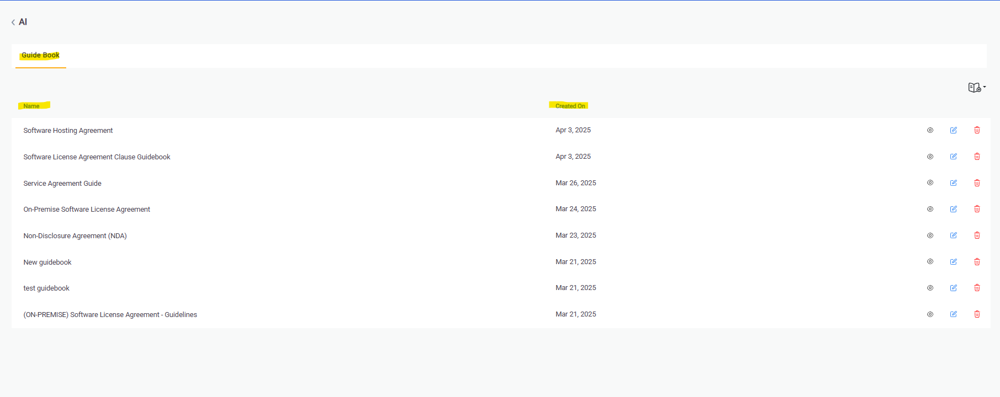 AI
Guide Book
Name Created On
Software Hosting Agreement Apr 3, 2025
Software License Agreement Clause Guidebook Apr 3, 2025
Service Agreement Guide Mar 26, 2025
On-Premise Software License Agreement Mar 24, 2025
Non-Disclosure Agreement (NDA) Mar 23, 2025
New guidebook Mar 21, 2025
test guidebook Mar 21, 2025
(ON-PREMISE) Software License Agreement - Guidelines Mar 21, 2025